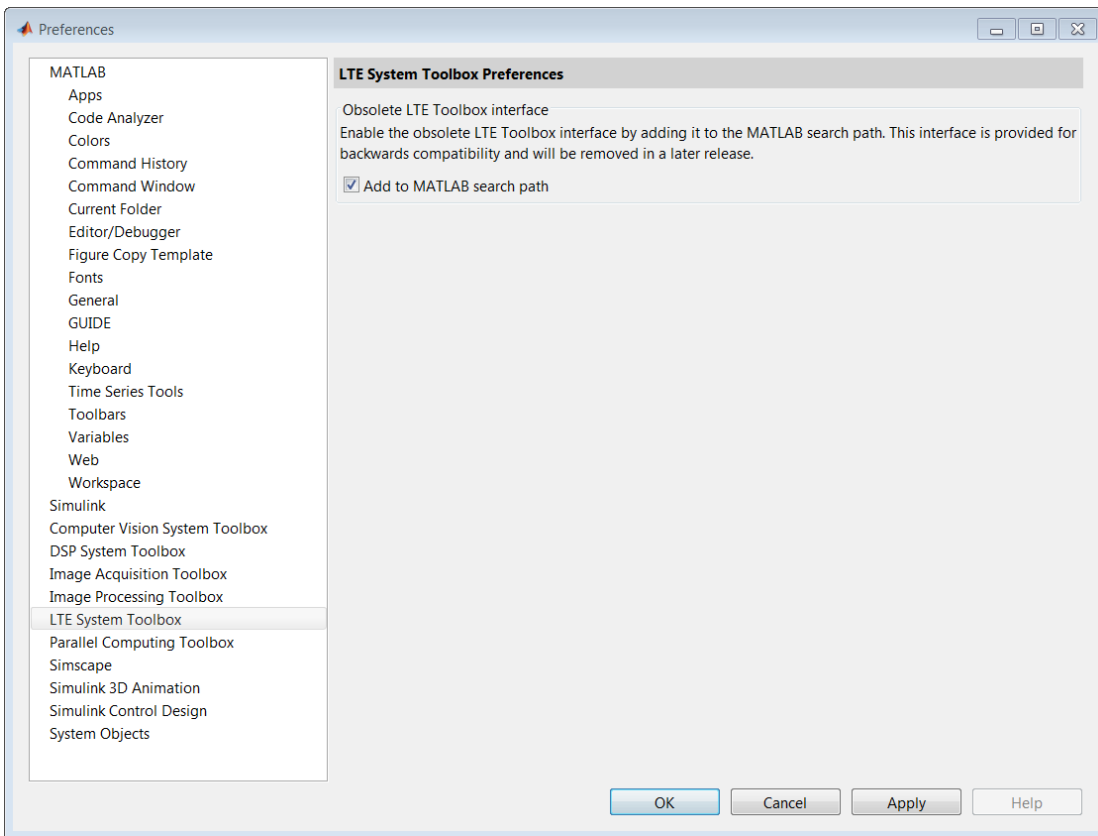 Preferences
MATLAB
Apps
Code Analyzer
Colors
Command History
Command Window
Current Folder
Editor/Debugger
Figure Copy Template
Fonts
General
GUIDE
Help
Keyboard
Time Series Tools
Toolbars
Variables
Web
Workspace
Simulink
Computer Vision System Toolbox
DSP System Toolbox
Image Acquisition Toolbox
Image Processing Toolbox
LTE System Toolbox
Parallel Computing Toolbox
Simscape
Simulink 3D Animation
Simulink Control Design
System Objects
LTE System Toolbox Preferences
Obsolete LTE Toolbox interface
Enable the obsolete LTE Toolbox interface by adding it to the MATLAB search path. This interface is provided for
backwards compatibility and will be removed in a later release.
Add to MATLAB search path
OK
Cancel
Apply
Help